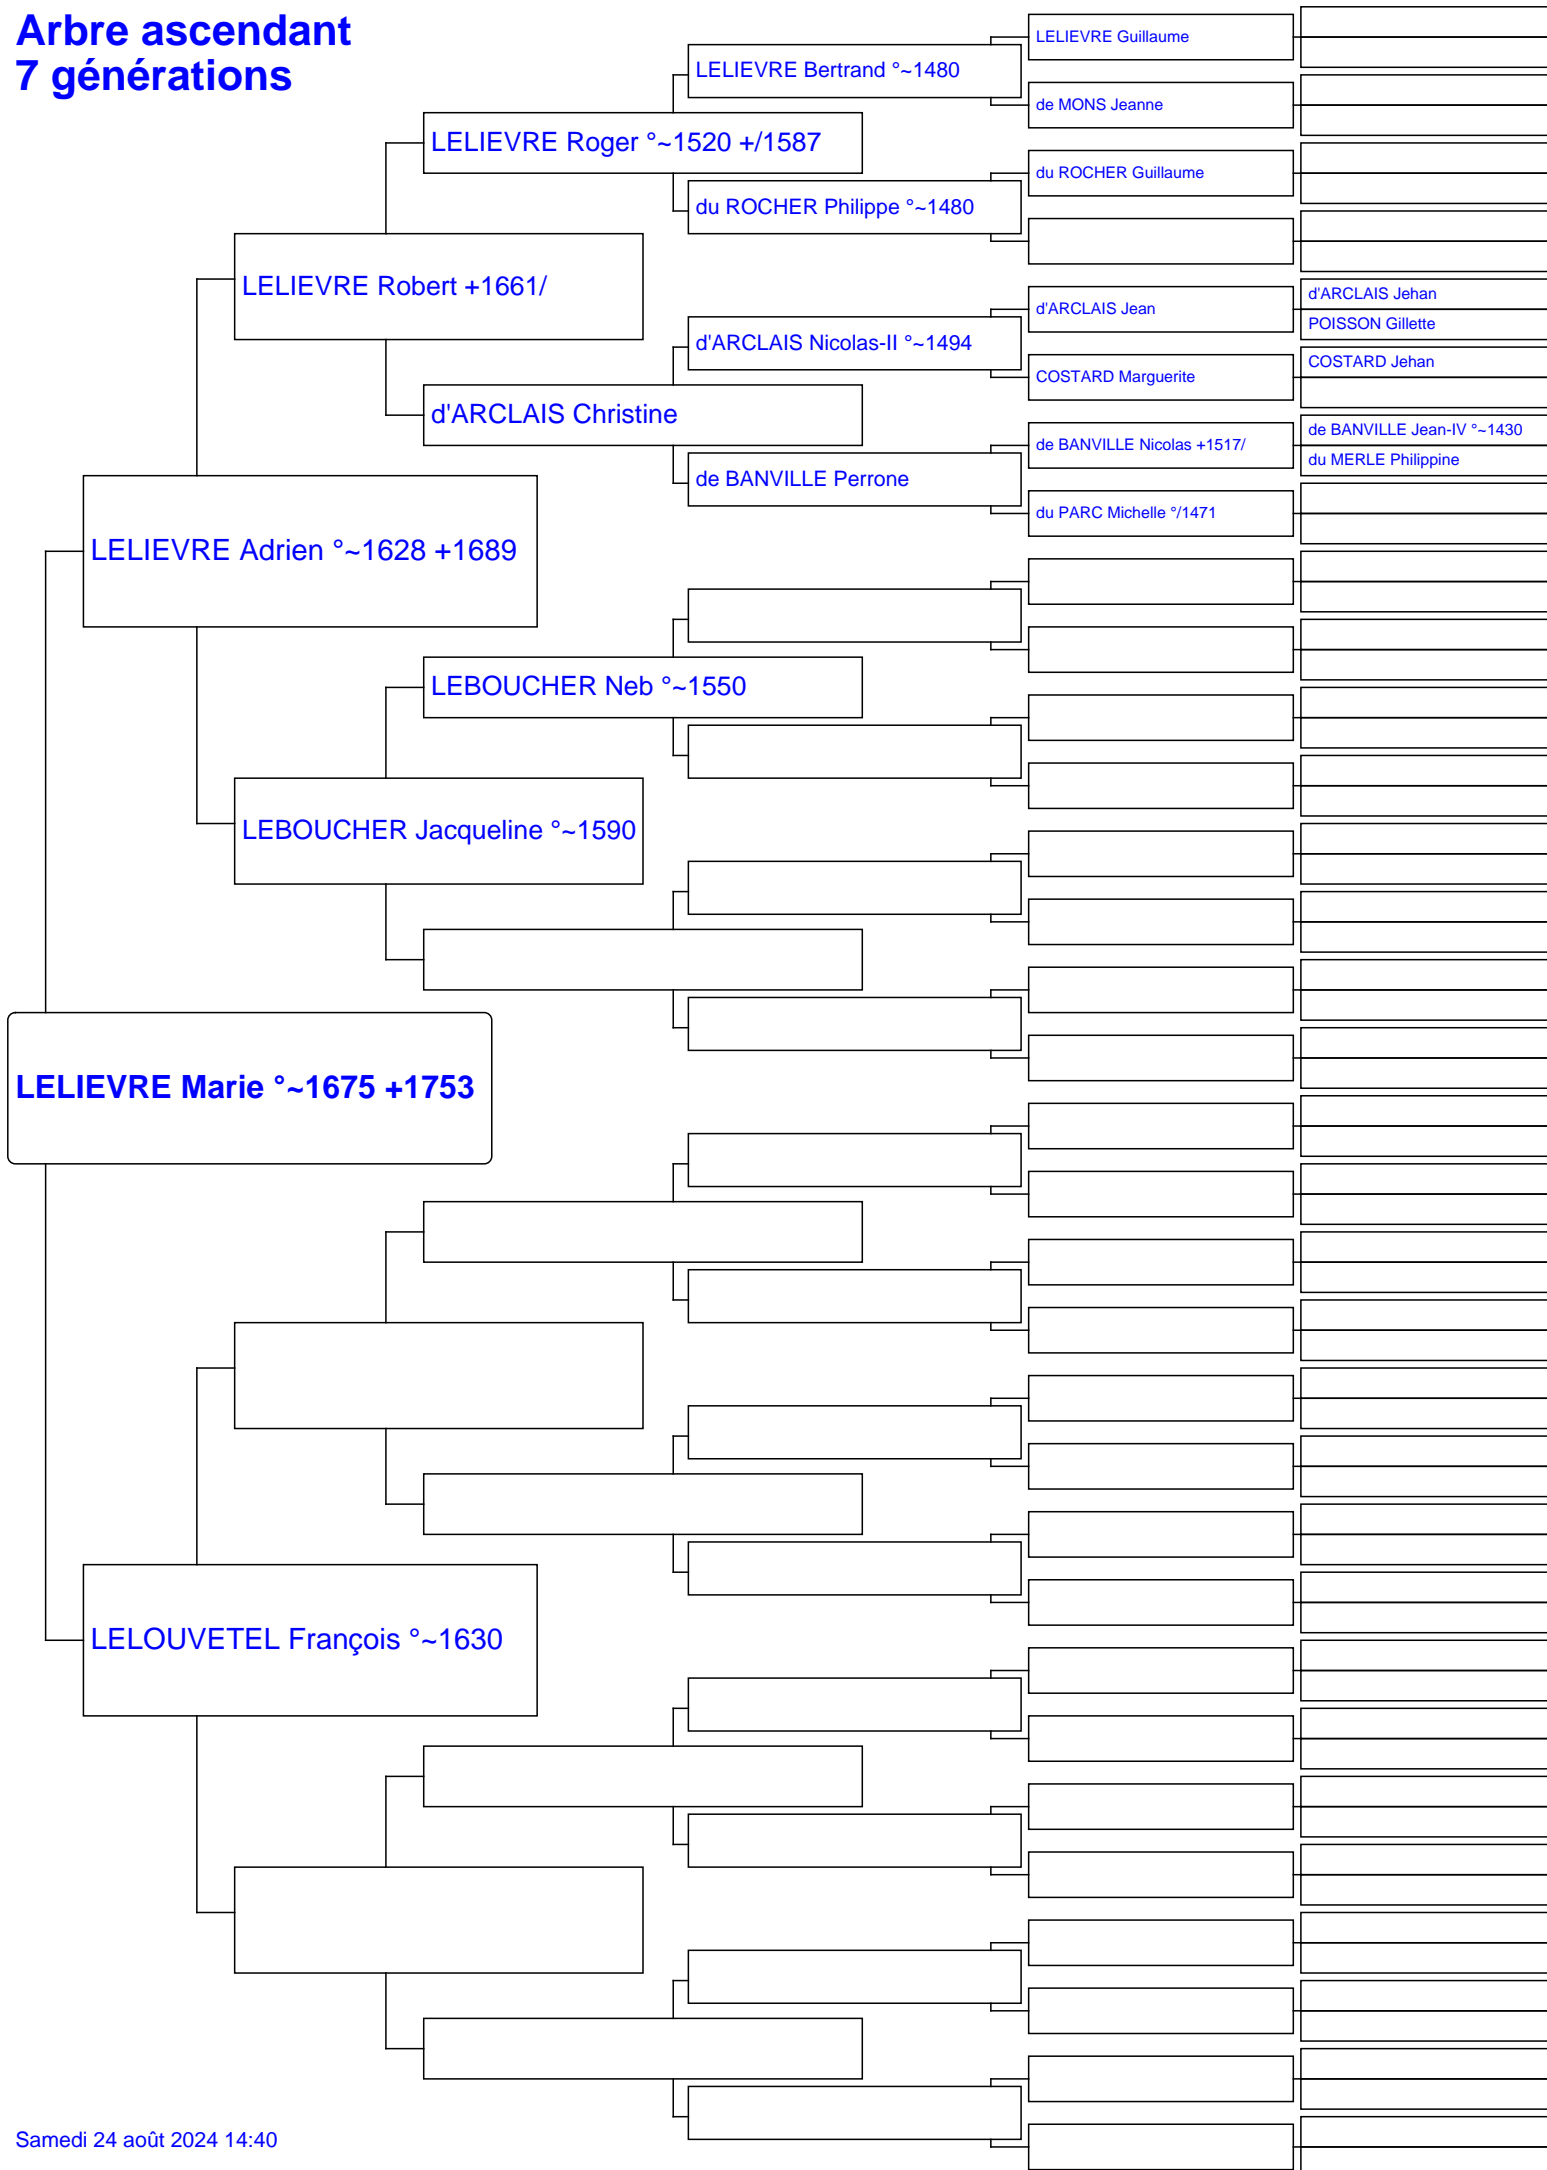 Arbre ascendant
7 générations
LELIEVRE Guillaume
LELIEVRE Bertrand °~1480
de MONS Jeanne
LELIEVRE Roger °~1520 +/1587
du ROCHER Guillaume
du ROCHER Philippe °~1480
LELIEVRE Robert +1661/
d'ARCLAIS Jehan
d'ARCLAIS Jean
POISSON Gillette
d'ARCLAIS Nicolas-II °~1494
COSTARD Jehan
COSTARD Marguerite
d'ARCLAIS Christine
de BANVILLE Jean-IV °~1430
de BANVILLE Nicolas +1517/
du MERLE Philippine
de BANVILLE Perrone
du PARC Michelle °/1471
LELIEVRE Adrien °~1628 +1689
LEBOUCHER Neb °~1550
LEBOUCHER Jacqueline °~1590
LELIEVRE Marie °~1675 +1753
LELOUVETEL François °~1630
Samedi 24 août 2024 14:40